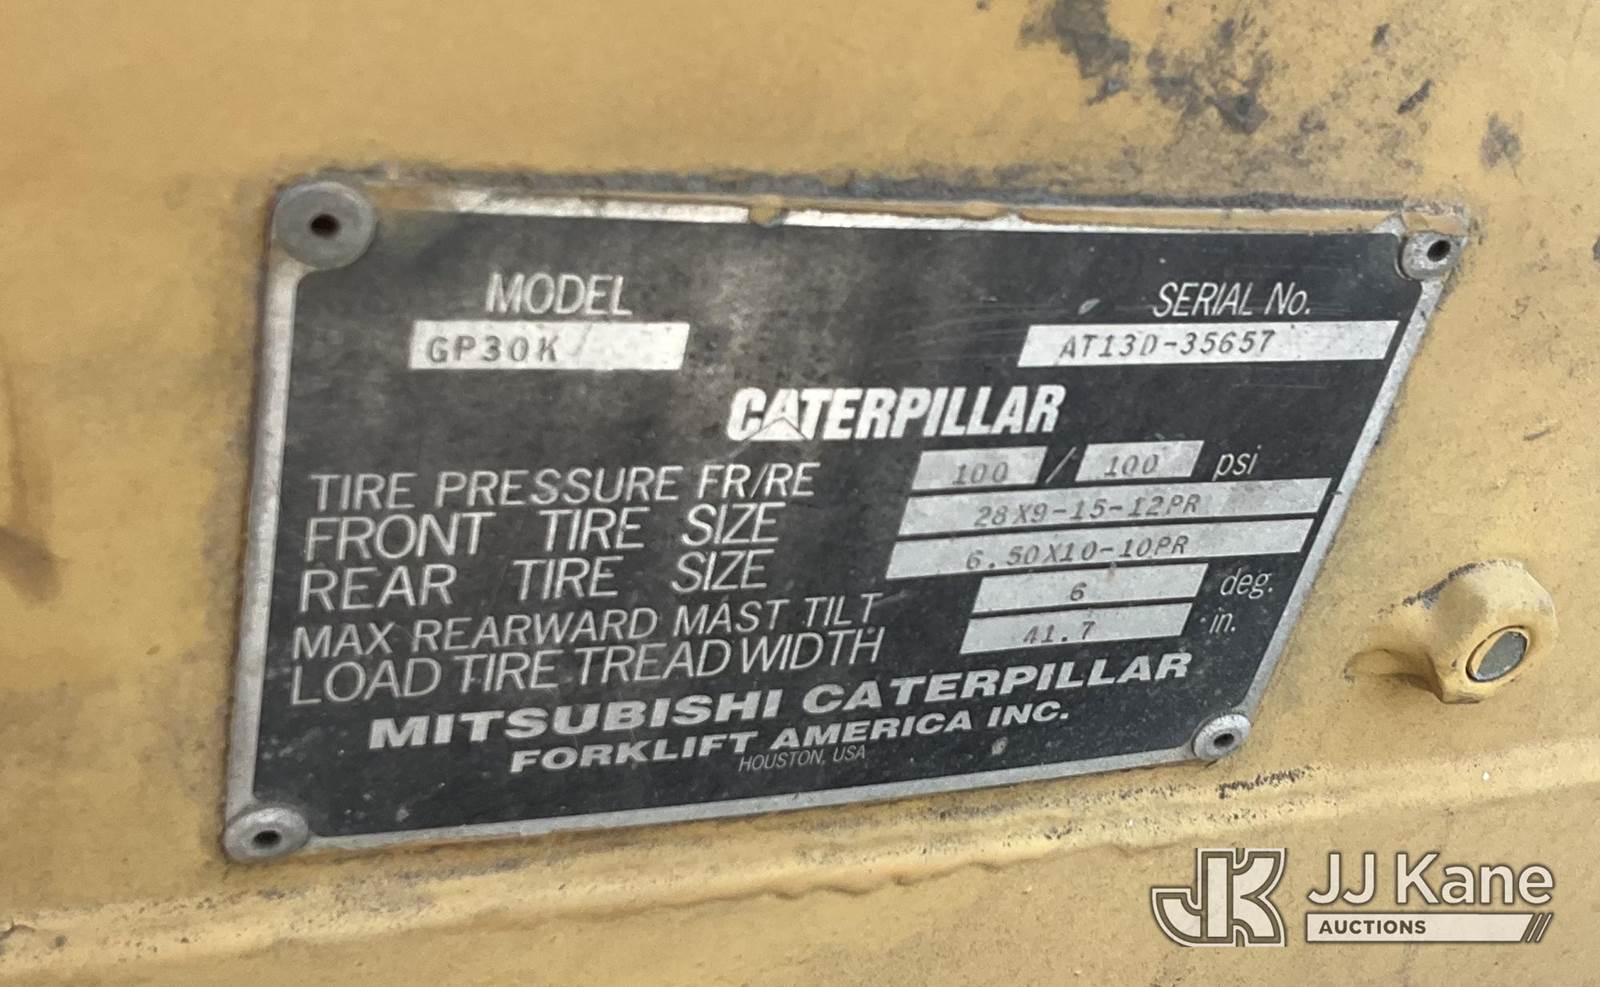 MODEL SERIAL No.
GP30K AT13D-35657
CATERPILLAR
TIRE PRESSURE FR/RE 100 / 100 psi
FRONT TIRE SIZE 28X9-15-12PR
REAR TIRE SIZE 6.50X10-10PR
MAX REARWARD MAST TILT 6 deg.
LOAD TIRE TREAD WIDTH 41.7 in.
MITSUBISHI CATERPILLAR
FORKLIFT AMERICA INC.
HOUSTON, USA
JK JJ Kane
AUCTIONS